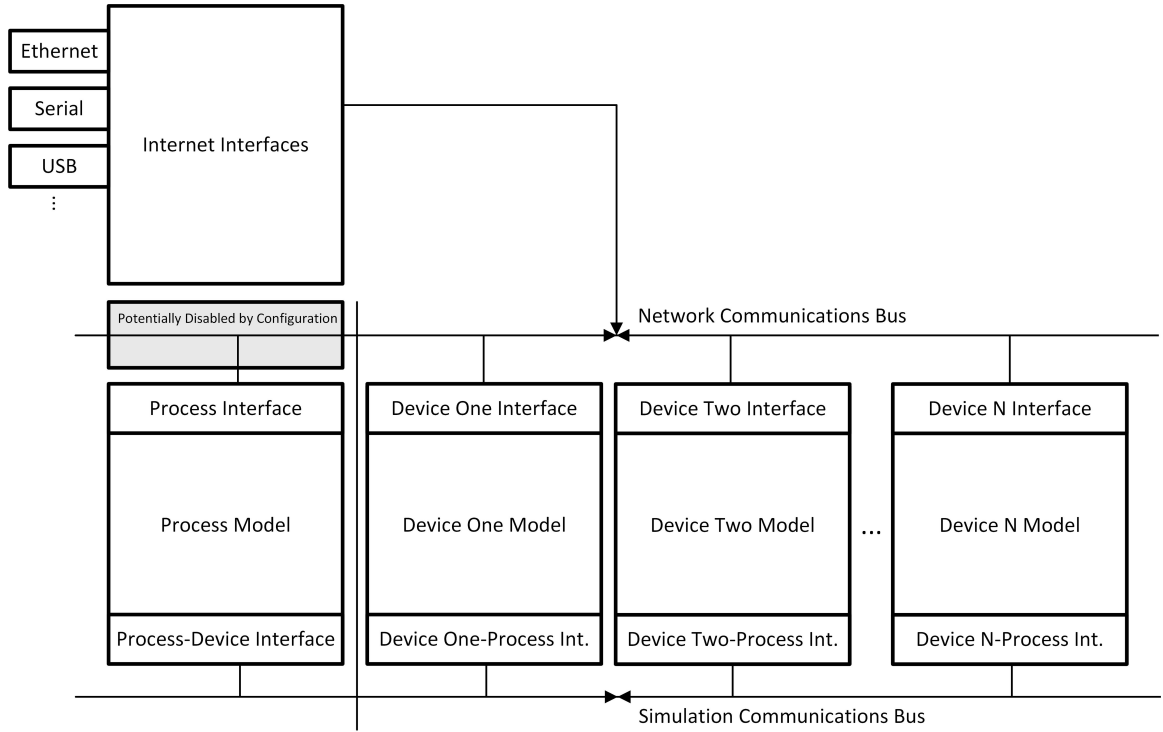 Ethernet
Serial
USB
⋮
Internet Interfaces
Potentially Disabled by Configuration
Network Communications Bus
Process Interface
Device One Interface
Device Two Interface
Device N Interface
Process Model
Device One Model
Device Two Model
...
Device N Model
Process-Device Interface
Device One-Process Int.
Device Two-Process Int.
Device N-Process Int.
Simulation Communications Bus